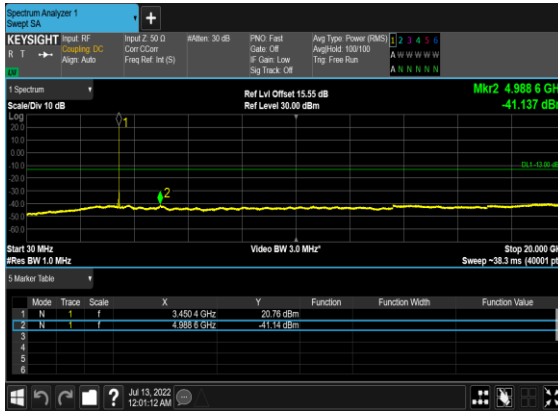 Spectrum Analyzer 1
Swept SA
+
KEYSIGHT Input: RF Input Z: 50 Ω #Atten: 30 dB PNO: Fast Avg Type: Power (RMS) 1 2 3 4 5 6
R T Coupling: DC Corr CCorr Gate: Off Avg|Hold: 100/100 A W W W W W
Align: Auto Freq Ref: Int (S) IF Gain: Low Trig: Free Run
LXI Sig Track: Off A N N N N N
1 Spectrum Ref Lvl Offset 15.55 dB Mkr2 4.988 6 GH
Scale/Div 10 dB Ref Level 30.00 dBm -41.137 dB
Log
20.0
10.0
0.00
-10.0
-20.0
-30.0
-40.0
-50.0
-60.0
1
2
DL1 -13.00 dB
Start 30 MHz Video BW 3.0 MHz* Stop 20.000 GH
#Res BW 1.0 MHz Sweep ~38.3 ms (40001 pt
5 Marker Table
Mode Trace Scale X Y Function Function Width Function Value
1 N 1 f 3.450 4 GHz 20.76 dBm
2 N 1 f 4.988 6 GHz -41.14 dBm
3
4
5
6
? Jul 13, 2022
12:01:12 AM